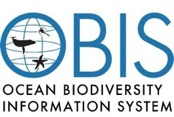 OBIS
OCEAN BIODIVERSITY
INFORMATION SYSTEM